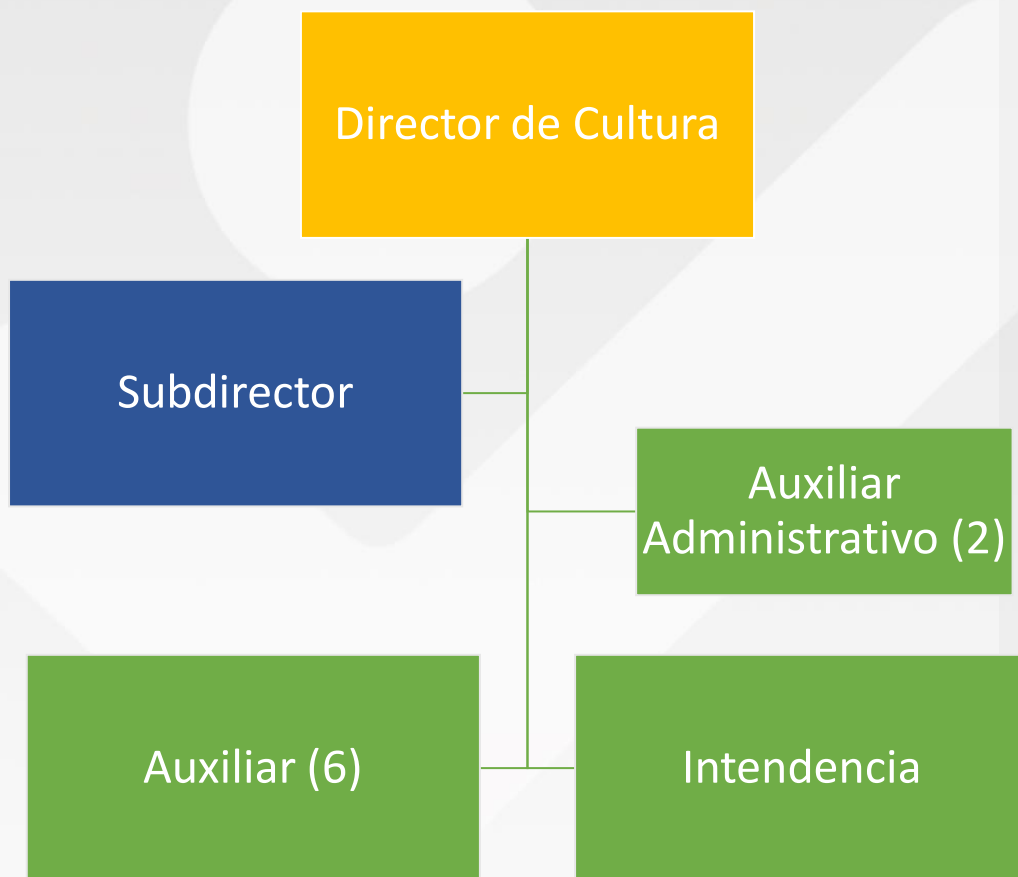 Director de Cultura
Subdirector
Auxiliar
Administrativo (2)
Auxiliar (6)
Intendencia